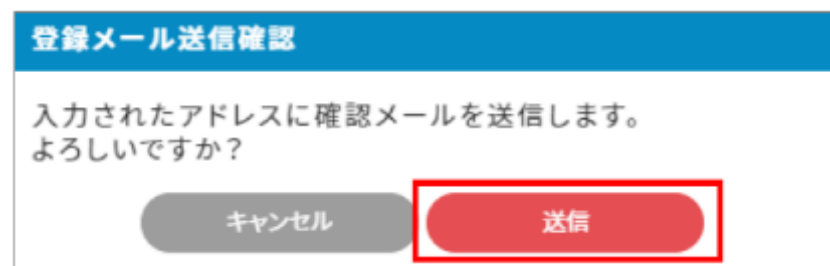 登録メール送信確認
入力されたアドレスに確認メールを送信します。
よろしいですか？
キャンセル 送信